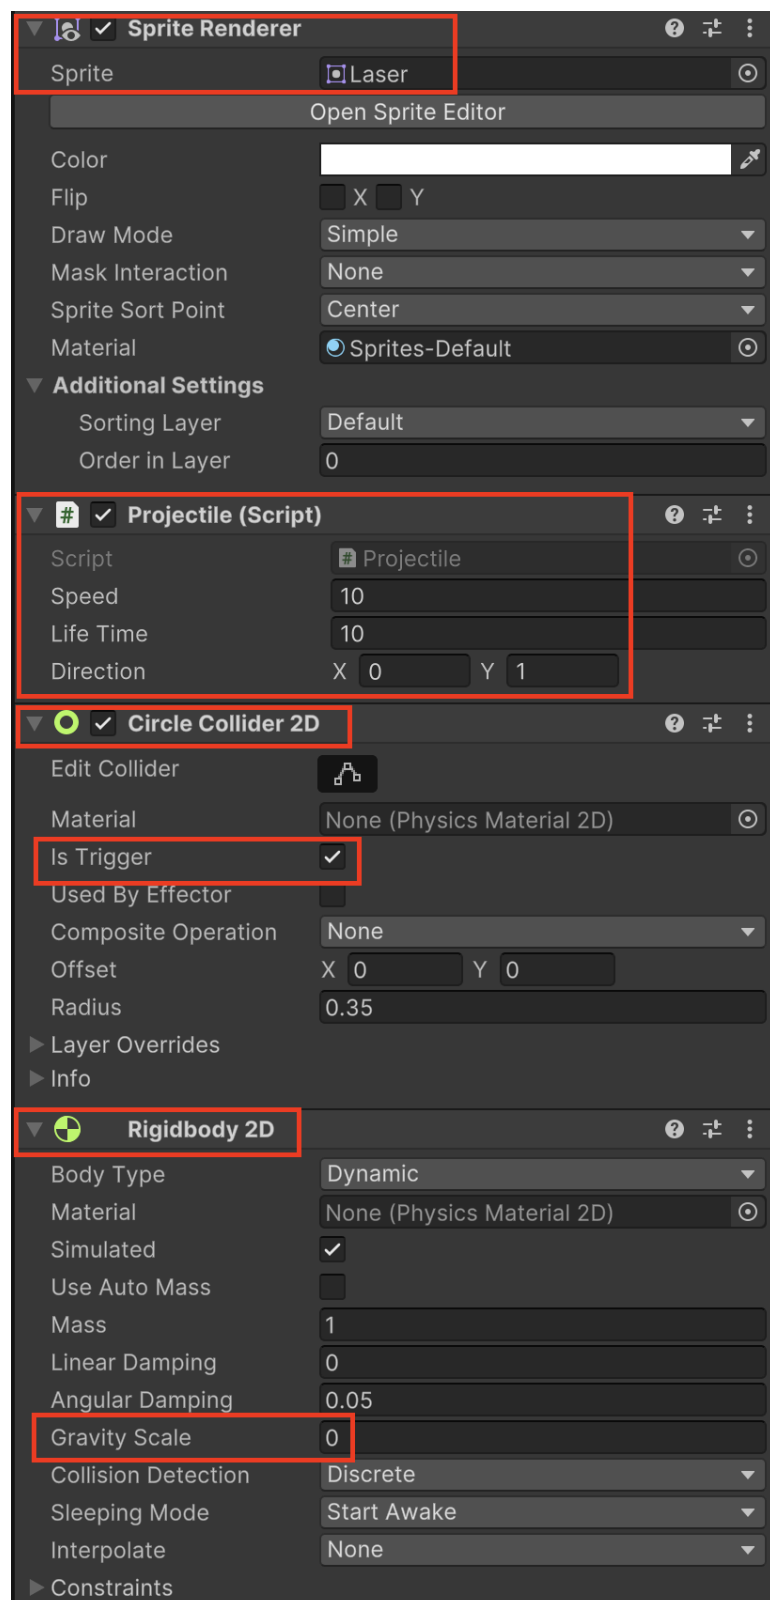 Sprite Renderer
Sprite Laser
Open Sprite Editor
Color
Flip X Y
Draw Mode Simple
Mask Interaction None
Sprite Sort Point Center
Material Sprites-Default
Additional Settings
Sorting Layer Default
Order in Layer 0
# Projectile (Script)
Script # Projectile
Speed 10
Life Time 10
Direction X 0 Y 1
Circle Collider 2D
Edit Collider
Material None (Physics Material 2D)
Is Trigger
Used By Effector
Composite Operation None
Offset X 0 Y 0
Radius 0.35
Layer Overrides
Info
Rigidbody 2D
Body Type Dynamic
Material None (Physics Material 2D)
Simulated
Use Auto Mass
Mass 1
Linear Damping 0
Angular Damping 0.05
Gravity Scale 0
Collision Detection Discrete
Sleeping Mode Start Awake
Interpolate None
Constraints